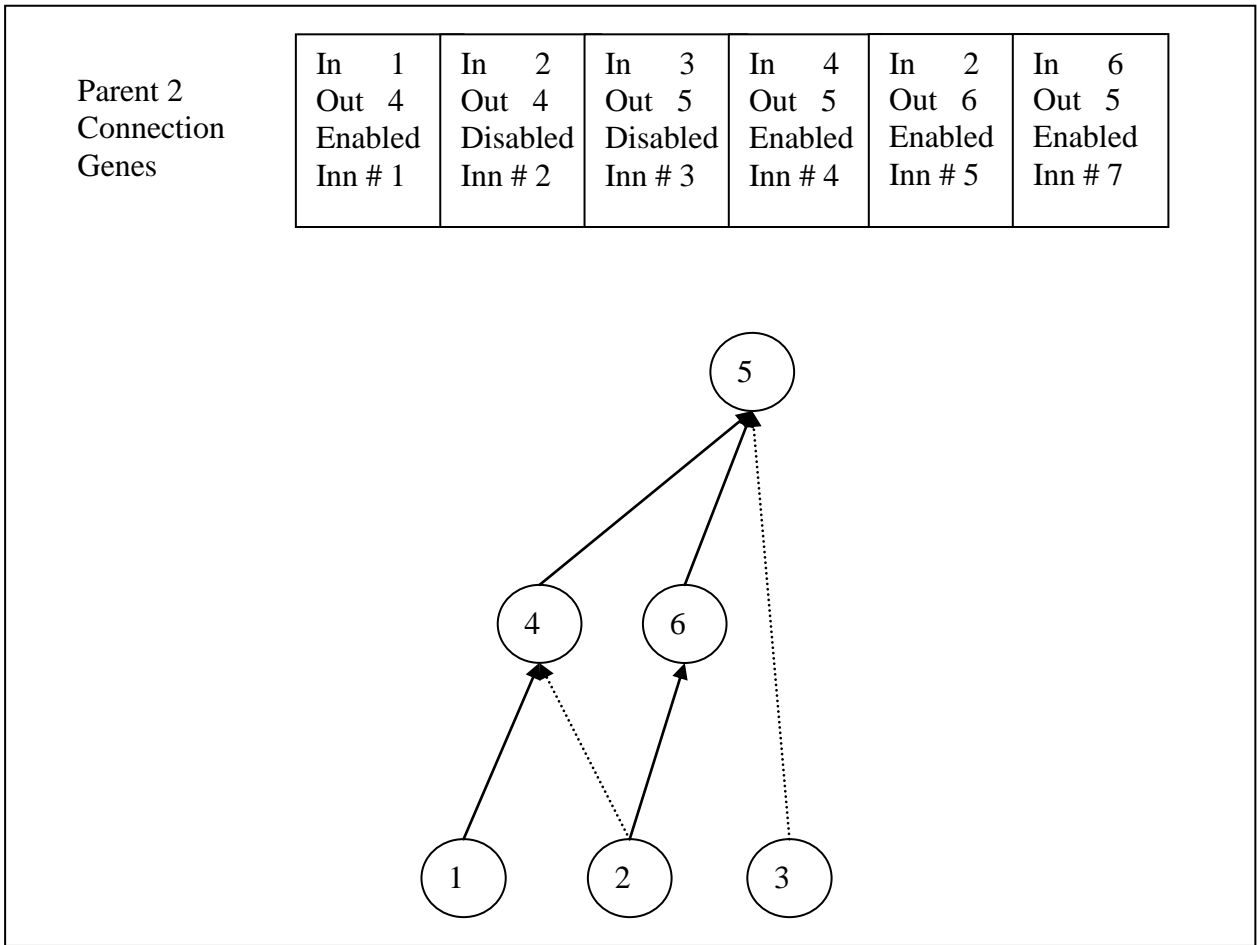 Parent 2
Connection
Genes
In 1
Out 4
Enabled
Inn # 1
In 2
Out 4
Disabled
Inn # 2
In 3
Out 5
Disabled
Inn # 3
In 4
Out 5
Enabled
Inn # 4
In 2
Out 6
Enabled
Inn # 5
In 6
Out 5
Enabled
Inn # 7
5
4 6
1 2 3